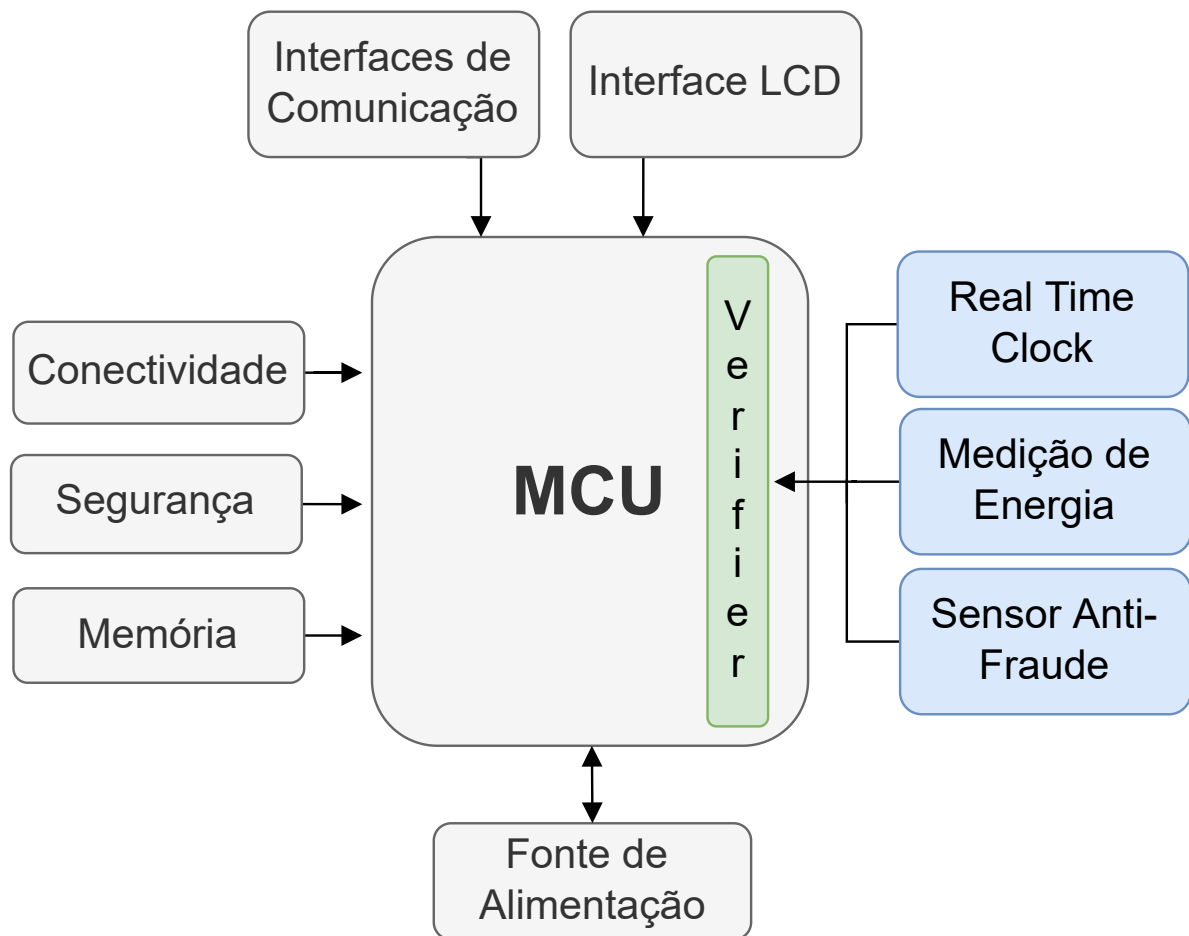 Interfaces de
Comunicação
Interface LCD
Conectividade
Segurança
Memória
MCU
Verifier
Real Time
Clock
Medição de
Energia
Sensor Anti-
Fraude
Fonte de
Alimentação